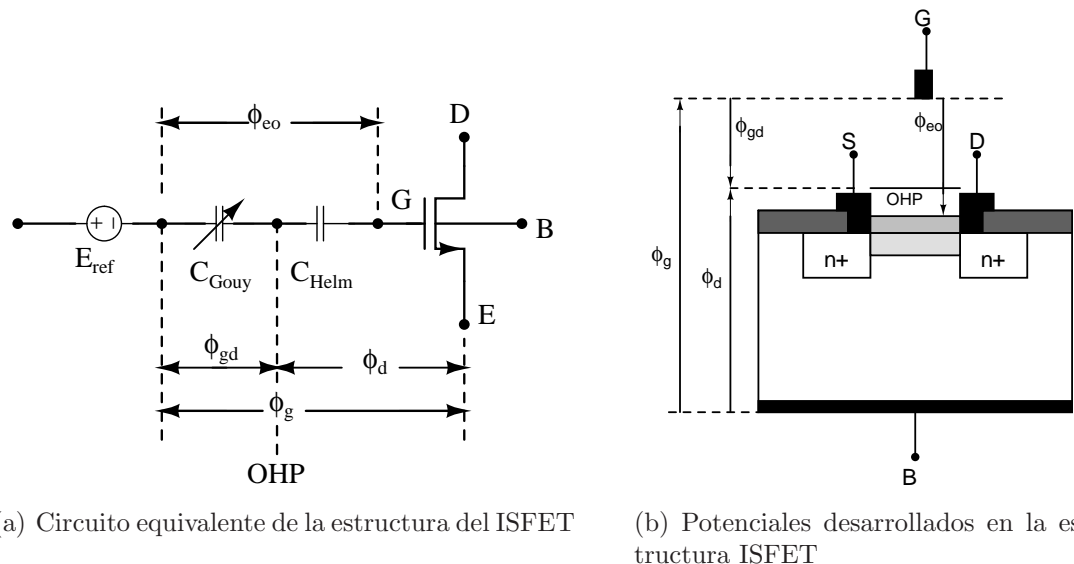 ϕeo
D
G
B
Eref
CGouy
CHelm
E
ϕgd
ϕd
ϕg
OHP
G
ϕgd
ϕeo
S
D
OHP
ϕg
ϕd
n+
n+
B
a) Circuito equivalente de la estructura del ISFET
(b) Potenciales desarrollados en la es
tructura ISFET